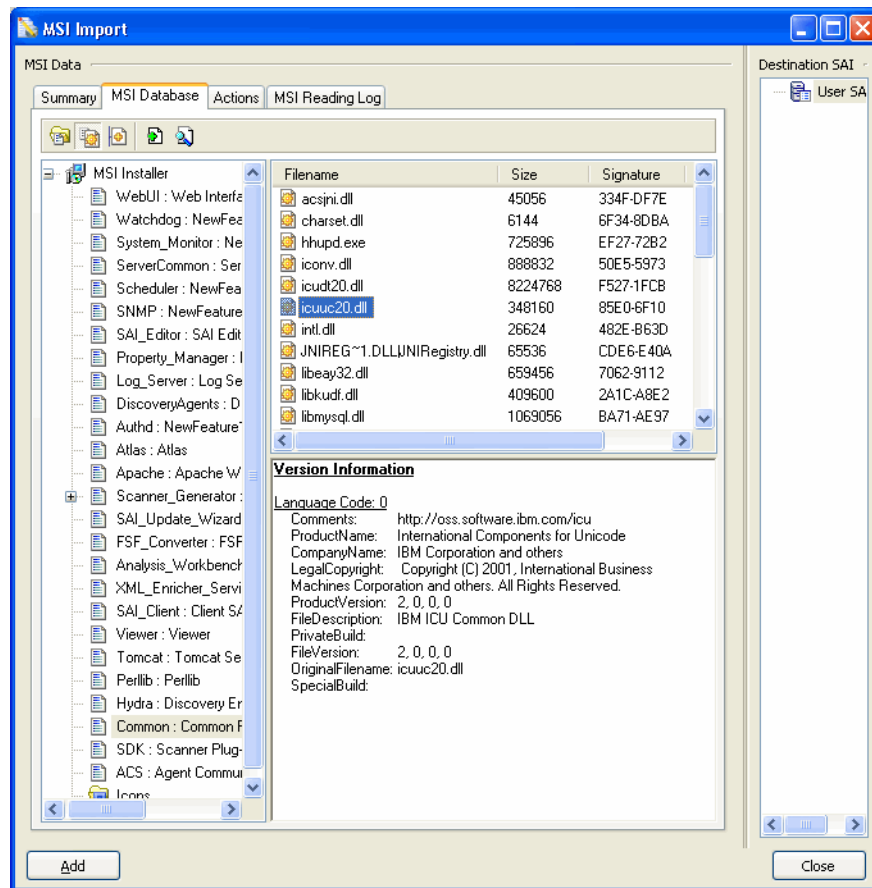 MSI Import
MSI Data
Destination SAI
Summary MSI Database Actions MSI Reading Log
User SA
MSI Installer
WebUI : Web Interfa
Watchdog : NewFea
System_Monitor : Ne
ServerCommon : Ser
Scheduler : NewFea
SNMP : NewFeature
SAI_Editor : SAI Edit
Property_Manager : I
Log_Server : Log Se
DiscoveryAgents : D
Authd : NewFeature
Atlas : Atlas
Apache : Apache W
Scanner_Generator :
SAI_Update_Wizard
FSF_Converter : FSF
Analysis_Workbench
XML_Enricher_Servi
SAI_Client : Client SA
Viewer : Viewer
Tomcat : Tomcat Se
Perllib : Perllib
Hydra : Discovery Er
Common : Common F
SDK : Scanner Plug-
ACS : Agent Commu
Icons
Filename Size Signature
acsjni.dll 45056 334F-DF7E
charset.dll 6144 6F34-8DBA
hhupd.exe 725896 EF27-72B2
iconv.dll 888832 50E5-5973
icudt20.dll 8224768 F527-1FCB
icuuc20.dll 348160 85E0-6F10
intl.dll 26624 482E-B63D
JNIREG~1.DLL|JNIRegistry.dll 65536 CDE6-E40A
libeay32.dll 659456 7062-9112
libkudf.dll 409600 2A1C-A8E2
libmysql.dll 1069056 BA71-AE97
Version Information
Language Code: 0
Comments: http://oss.software.ibm.com/icu
ProductName: International Components for Unicode
CompanyName: IBM Corporation and others
LegalCopyright: Copyright (C) 2001, International Business
Machines Corporation and others. All Rights Reserved.
ProductVersion: 2, 0, 0, 0
FileDescription: IBM ICU Common DLL
PrivateBuild:
FileVersion: 2, 0, 0, 0
OriginalFilename: icuuc20.dll
SpecialBuild:
Add
Close